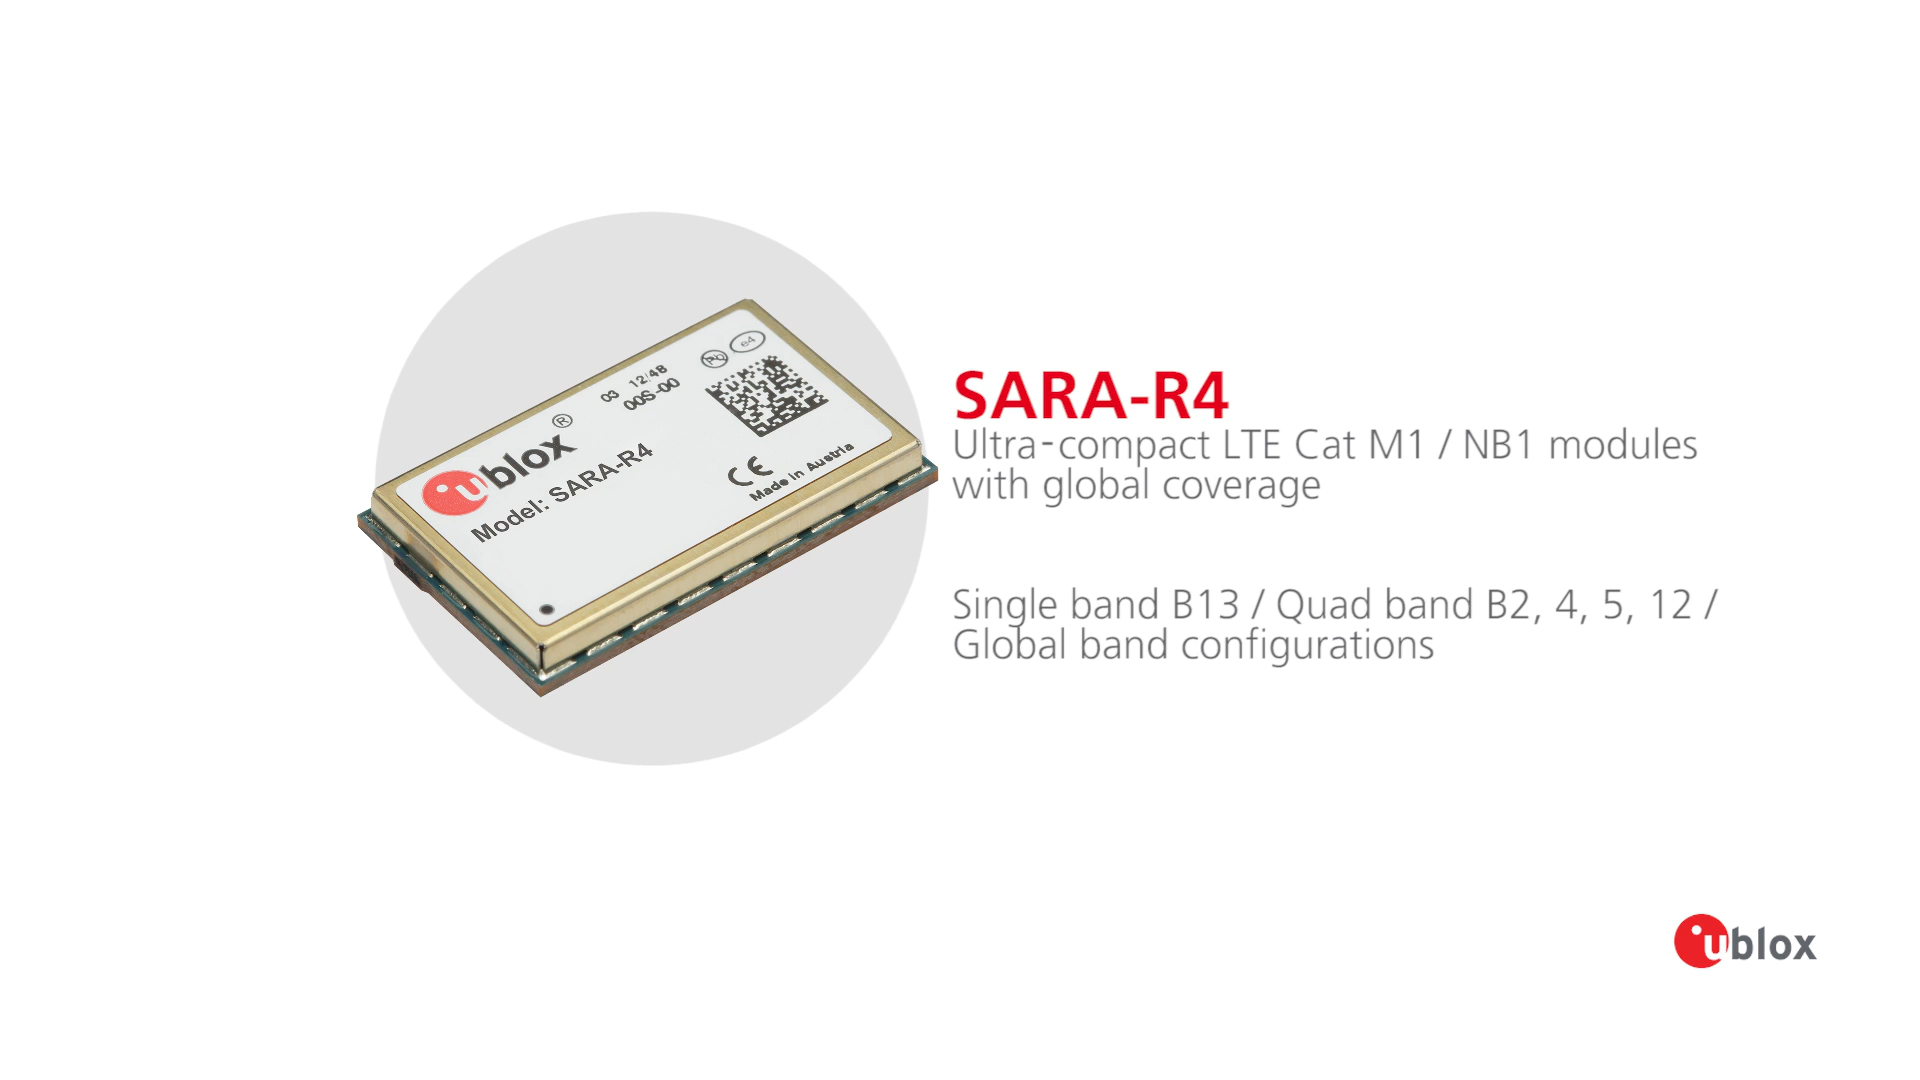 SARA-R4
Ultra-compact LTE Cat M1 / NB1 modules
with global coverage
Single band B13 / Quad band B2, 4, 5, 12 /
Global band configurations
ublox®
Model: SARA-R4
03 12/48
00S-00
Pb
e4
CE
Made in Austria
ublox